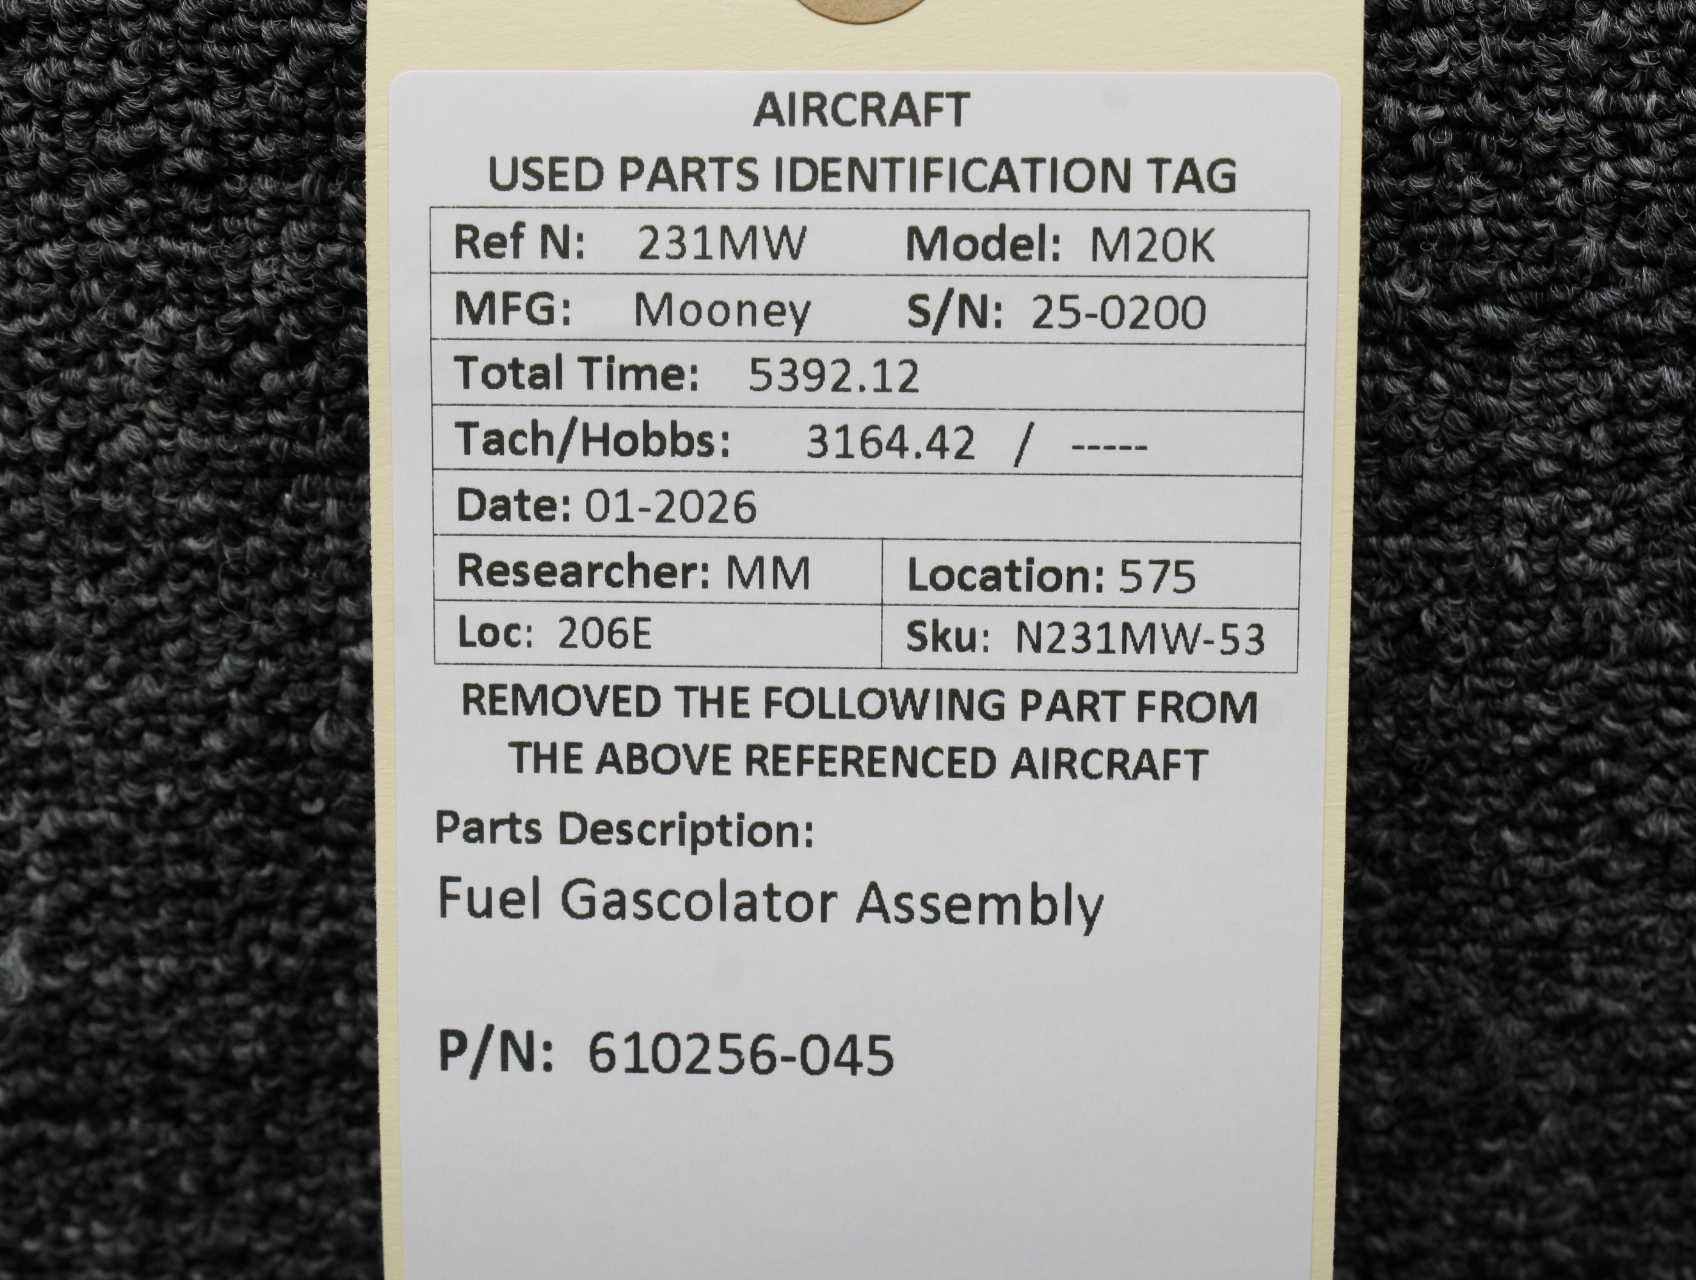 AIRCRAFT
USED PARTS IDENTIFICATION TAG
Ref N: 231MW Model: M20K
MFG: Mooney S/N: 25-0200
Total Time: 5392.12
Tach/Hobbs: 3164.42 / -----
Date: 01-2026
Researcher: MM Location: 575
Loc: 206E Sku: N231MW-53
REMOVED THE FOLLOWING PART FROM
THE ABOVE REFERENCED AIRCRAFT
Parts Description:
Fuel Gascolator Assembly
P/N: 610256-045